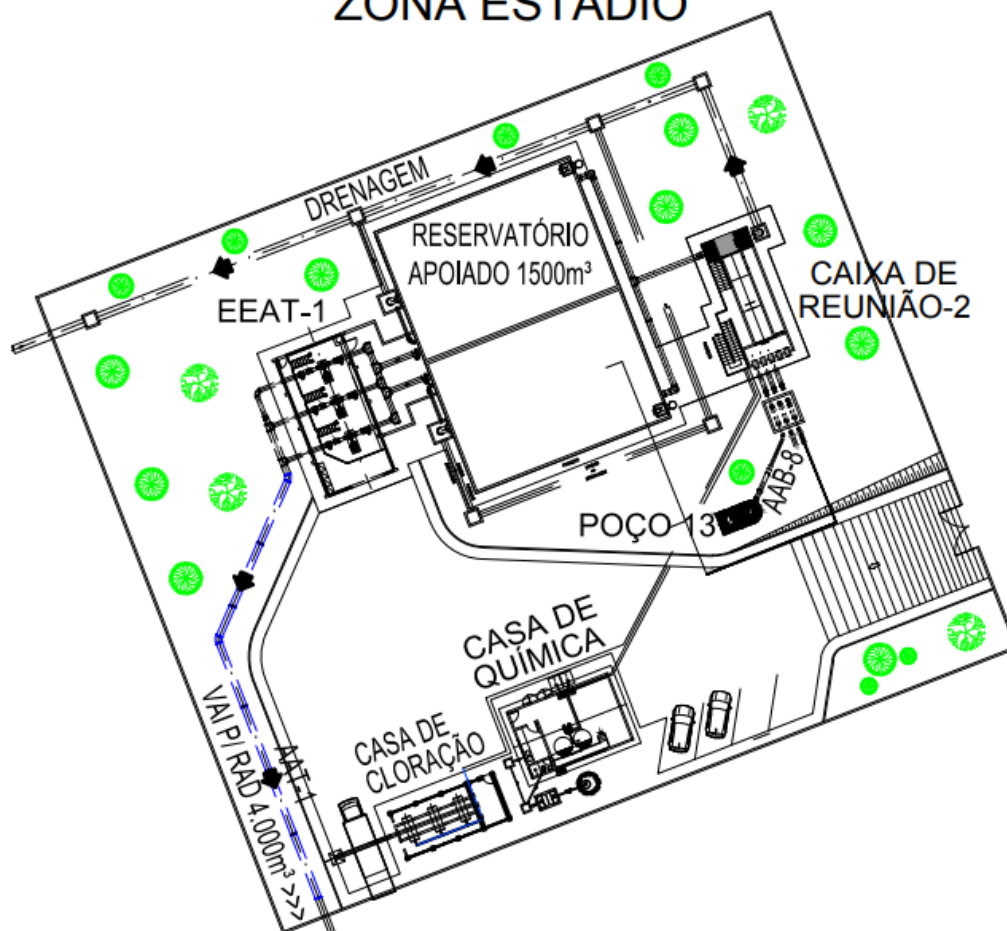 ZONA ESTÁDIO
DRENAGEM
RESERVATÓRIO
APOIADO 1500m³
EEAT-1
CAIXA DE
REUNIÃO-2
AAB-8
POÇO 13
CASA DE
QUÍMICA
CASA DE
CLORAÇÃO
AAT-1
VAI P/ RAD 4.000m³ >>>